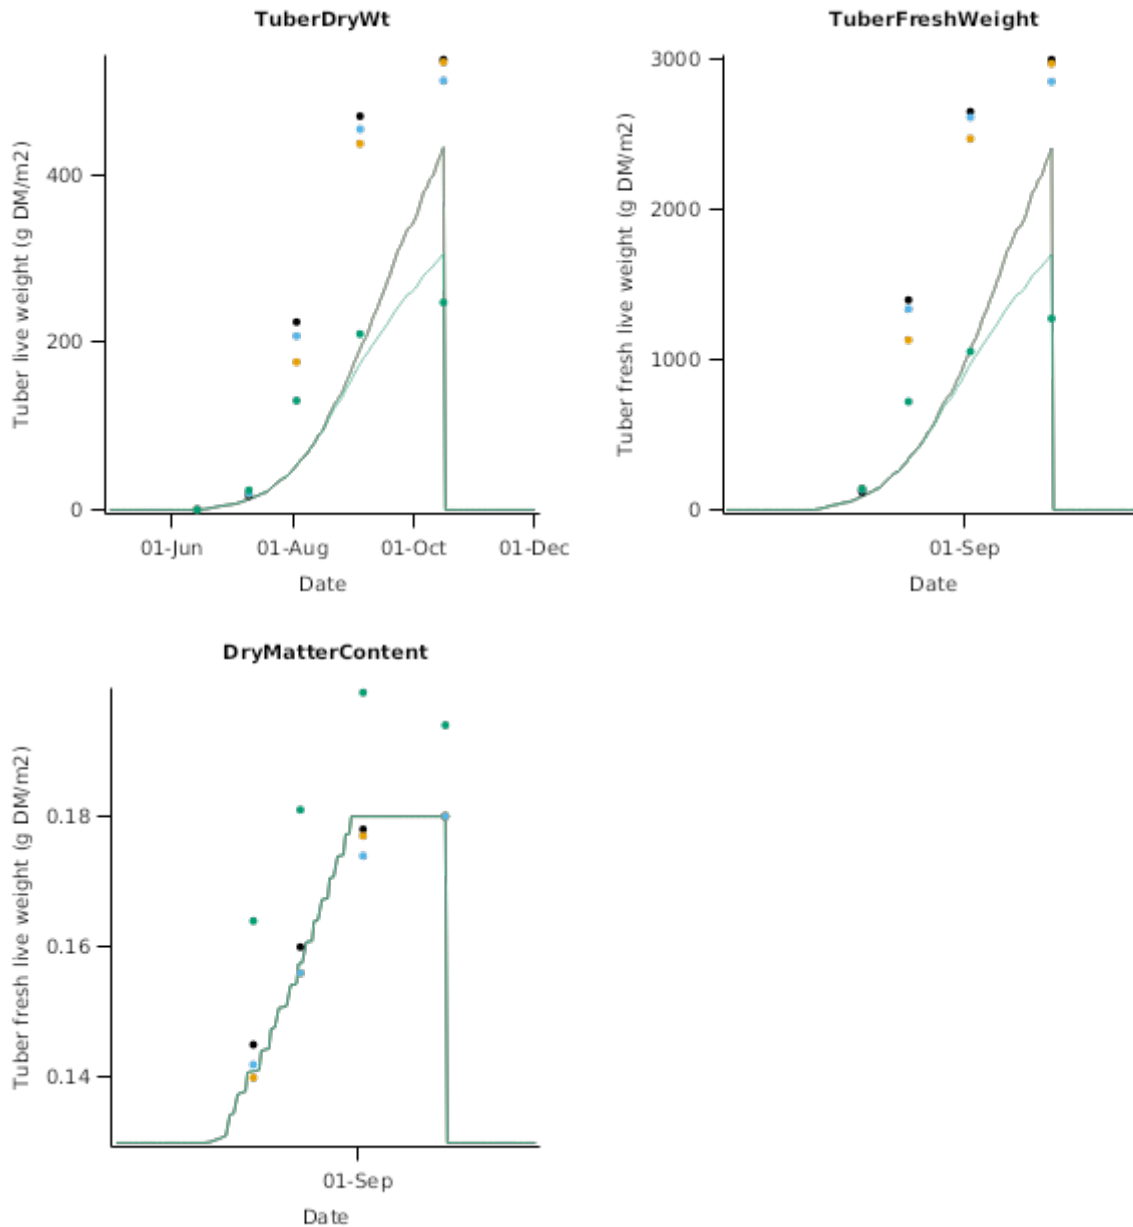 TuberDryWt
Tuber live weight (g DM/m2)
400
200
0
01-Jun
01-Aug
01-Oct
01-Dec
Date
TuberFreshWeight
Tuber fresh live weight (g DM/m2)
3000
2000
1000
0
01-Sep
Date
DryMatterContent
Tuber fresh live weight (g DM/m2)
0.18
0.16
0.14
01-Sep
Date